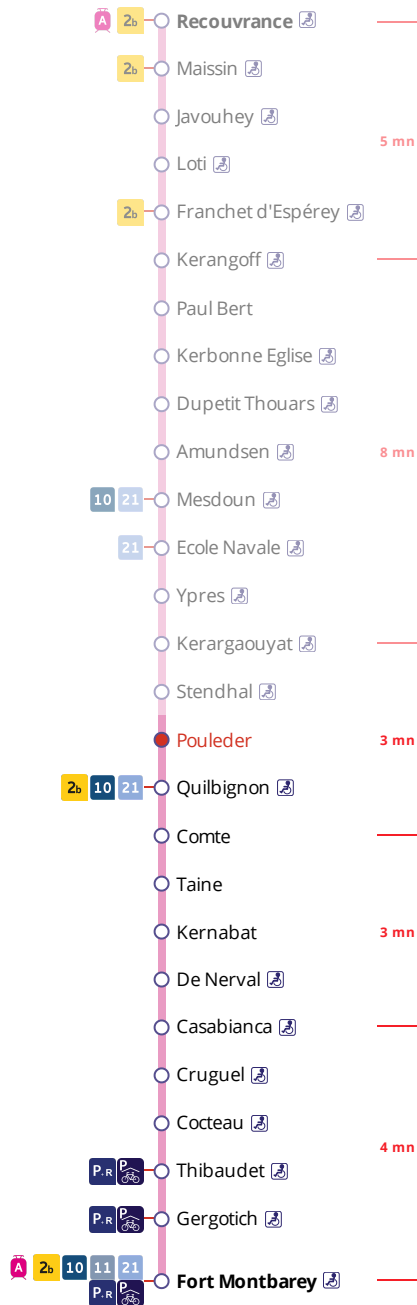 A 2b Recouvrance
2b Maissin
Javouhey
5 mn
Loti
2b Franchet d'Espérey
Kerangoff
Paul Bert
Kerbonne Eglise
Dupetit Thouars
Amundsen
8 mn
10 21 Mesdoun
21 Ecole Navale
Ypres
Kerargaouyat
Stendhal
Pouleder
3 mn
2b 10 21 Quilbignon
Comte
Taine
Kernabat
3 mn
De Nerval
Casabianca
Cruguel
Cocteau
4 mn
P.R P Thibaudet
P.R P Gergotich
A 2b 10 11 21
P.R P Fort Montbarey